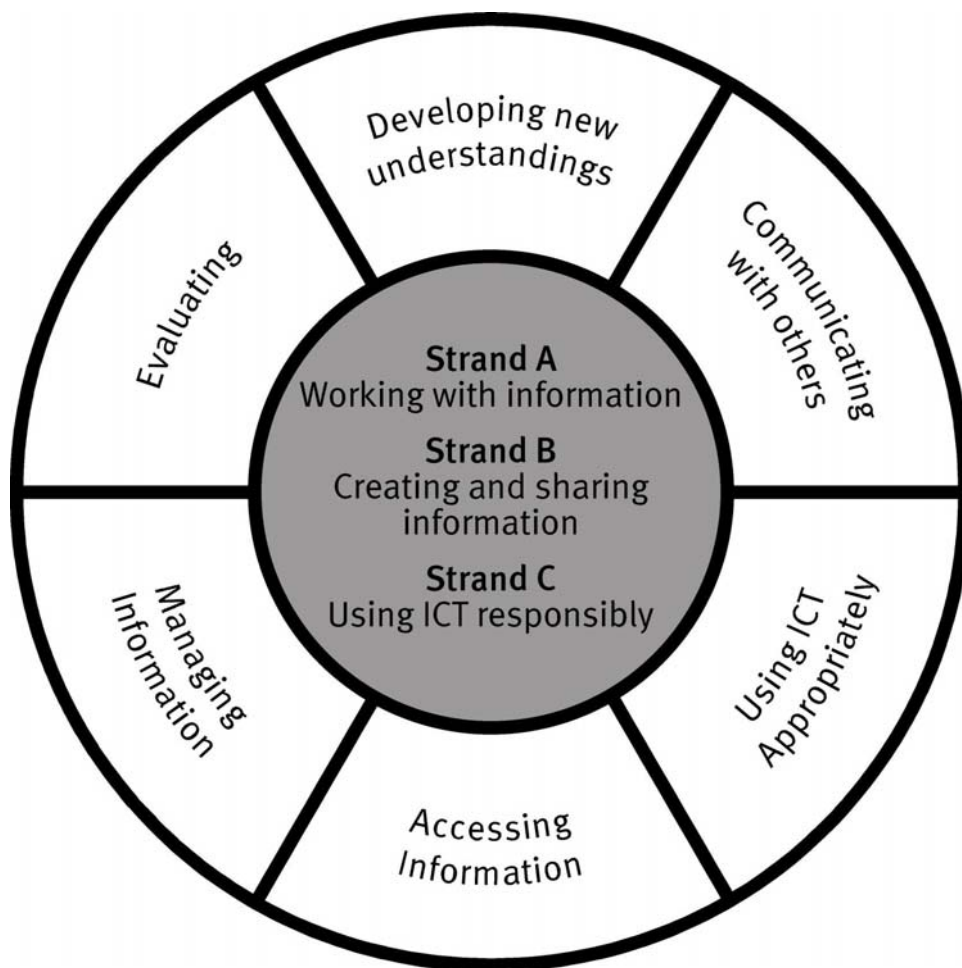 Developing new
understandings
Communicating
with others
Using ICT
Appropriately
Accessing
Information
Managing
Information
Evaluating
Strand A
Working with information
Strand B
Creating and sharing
information
Strand C
Using ICT responsibly